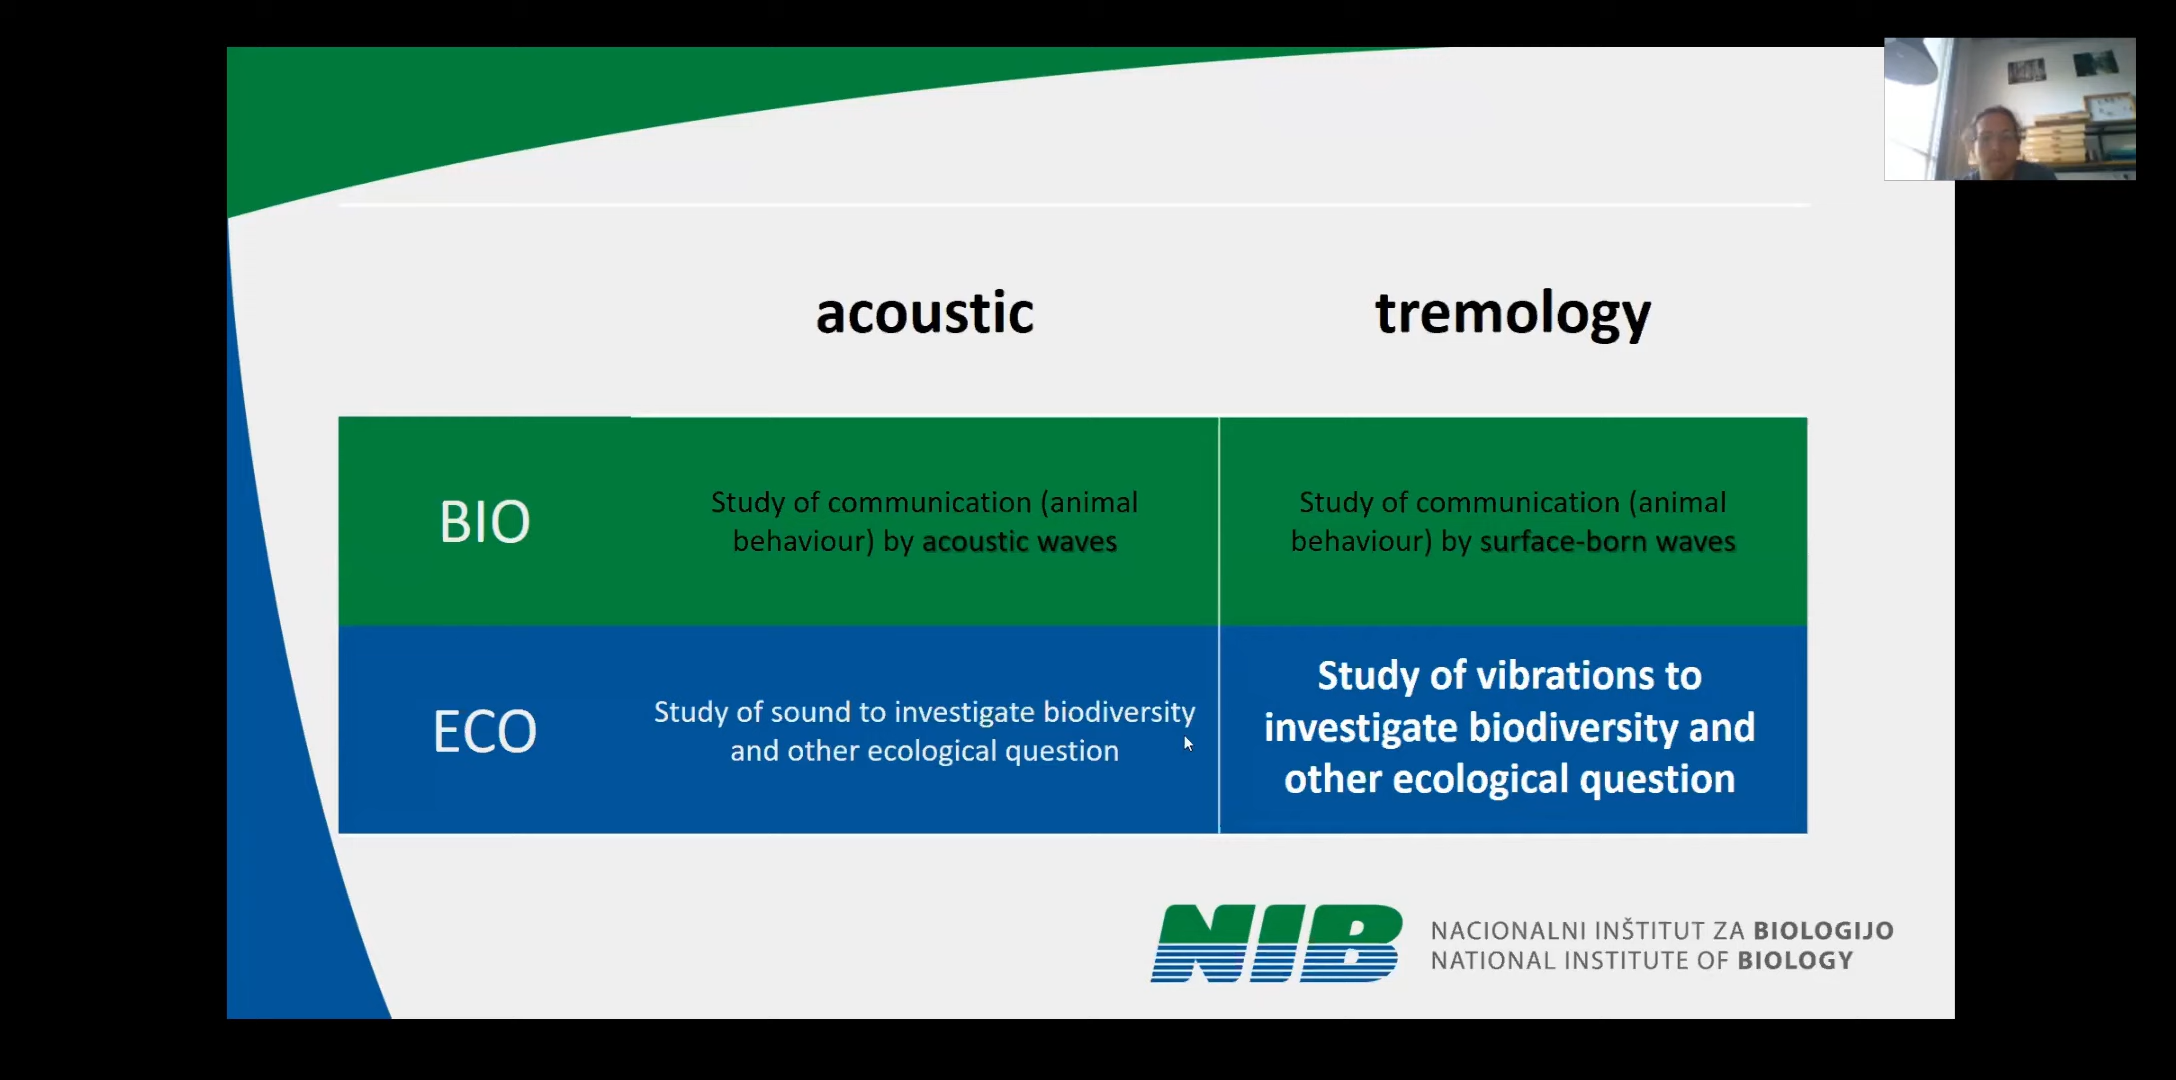 acoustic
tremology
BIO
Study of communication (animal
behaviour) by acoustic waves
Study of communication (animal
behaviour) by surface-born waves
ECO
Study of sound to investigate biodiversity
and other ecological question
Study of vibrations to
investigate biodiversity and
other ecological question
NIB
NACIONALNI INŠTITUT ZA BIOLOGIJO
NATIONAL INSTITUTE OF BIOLOGY